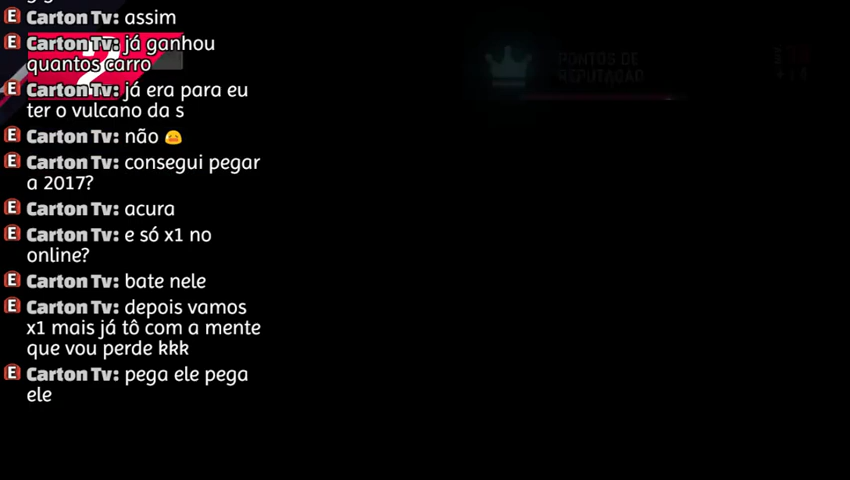 Carton Tv: assim
Carton Tv: já ganhou
quantos carro
Carton Tv: já era para eu
ter o vulcano da s
Carton Tv: não 😫
Carton Tv: consegui pegar
a 2017?
Carton Tv: acura
Carton Tv: e só x1 no
online?
Carton Tv: bate nele
Carton Tv: depois vamos
x1 mais já tô com a mente
que vou perde kkk
Carton Tv: pega ele pega
ele
PONTOS DE
REPUTAÇÃO